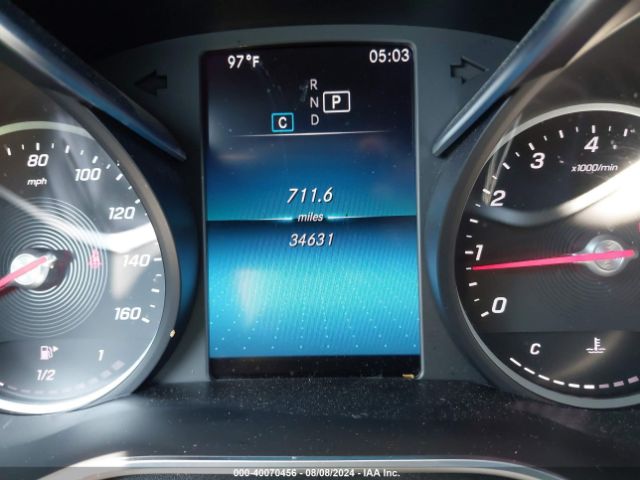 97°F 05:03
R
N P
C D
711.6
miles
34631
80 100 120 140 160
mph
1/2 1
4 3 2 1 0
x1000/min
C
000-40070456 - 08/08/2024 - IAA Inc.